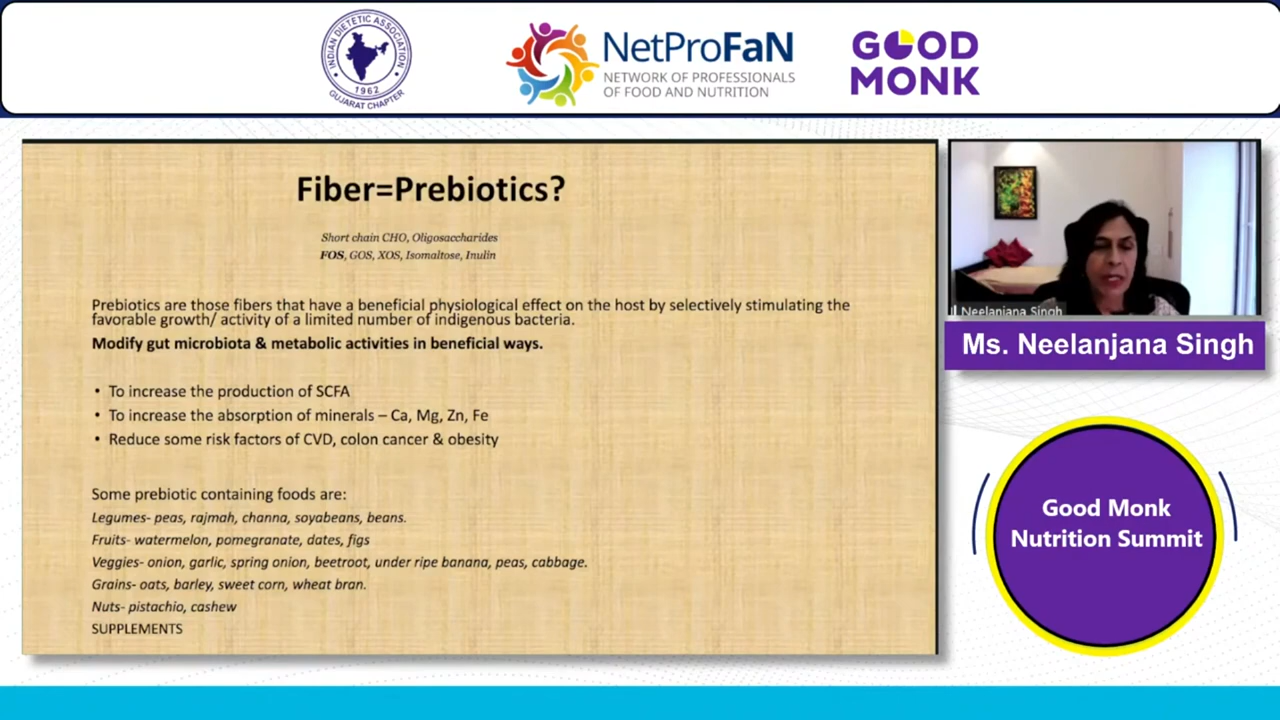 INDIAN DIETETIC ASSOCIATION
1962
GUJARAT CHAPTER
NetProFaN
NETWORK OF PROFESSIONALS
OF FOOD AND NUTRITION
GOOD
MONK
Fiber=Prebiotics?
Short chain CHO, Oligosaccharides
FOS, GOS, XOS, Isomaltose, Inulin
Prebiotics are those fibers that have a beneficial physiological effect on the host by selectively stimulating the
favorable growth/ activity of a limited number of indigenous bacteria.
Modify gut microbiota & metabolic activities in beneficial ways.
• To increase the production of SCFA
• To increase the absorption of minerals – Ca, Mg, Zn, Fe
• Reduce some risk factors of CVD, colon cancer & obesity
Some prebiotic containing foods are:
Legumes- peas, rajmah, channa, soyabeans, beans.
Fruits- watermelon, pomegranate, dates, figs
Veggies- onion, garlic, spring onion, beetroot, under ripe banana, peas, cabbage.
Grains- oats, barley, sweet corn, wheat bran.
Nuts- pistachio, cashew
SUPPLEMENTS
Neelanjana Singh
Ms. Neelanjana Singh
Good Monk
Nutrition Summit